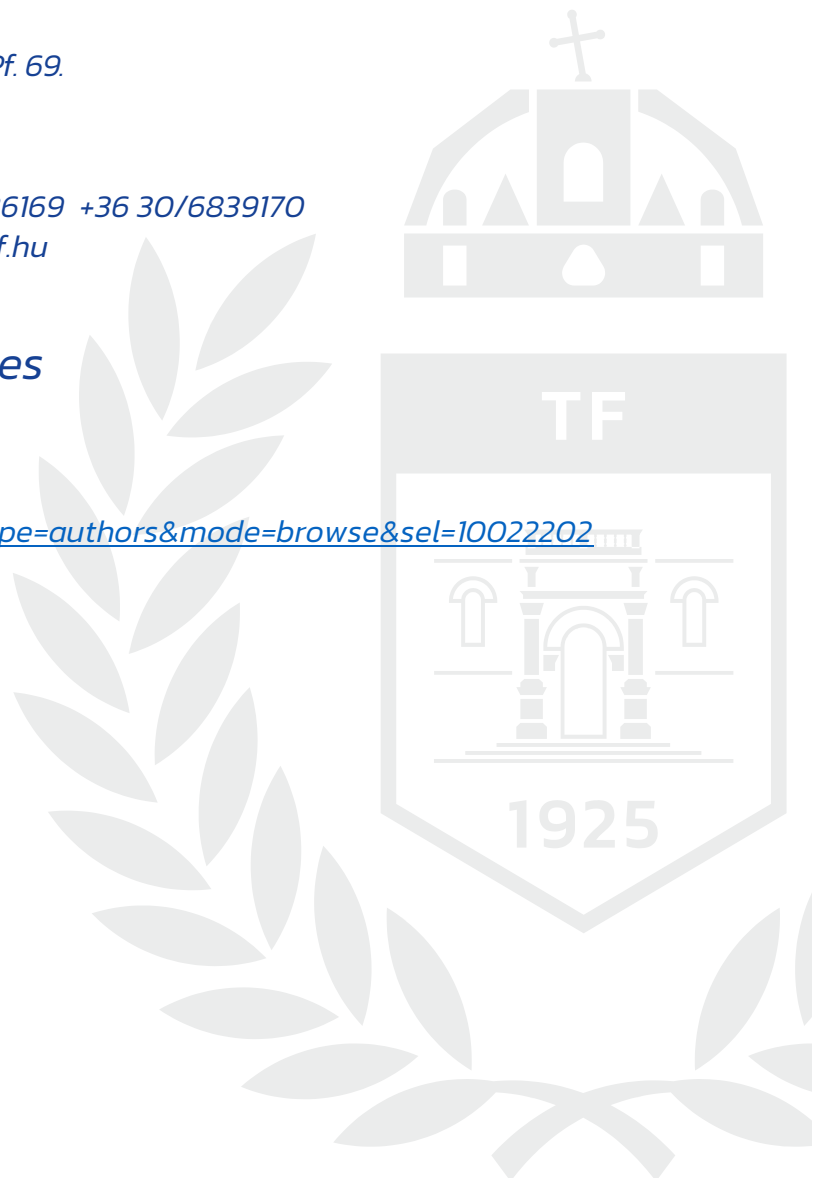 Pf. 69.
6169 +36 30/6839170
f.hu
es
pe=authors&mode=browse&sel=10022202
TF
1925